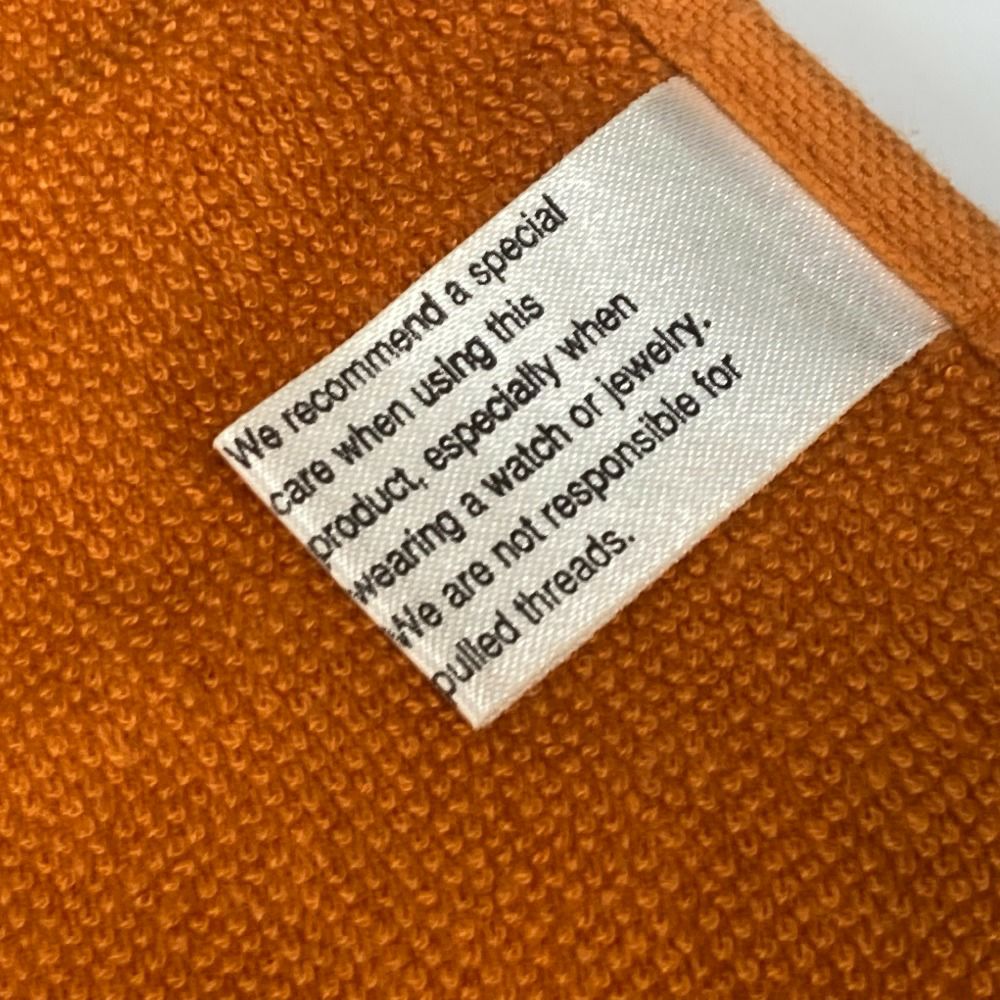 We recommend a special
care when using this
product, especially when
wearing a watch or jewelry.
We are not responsible for
pulled threads.